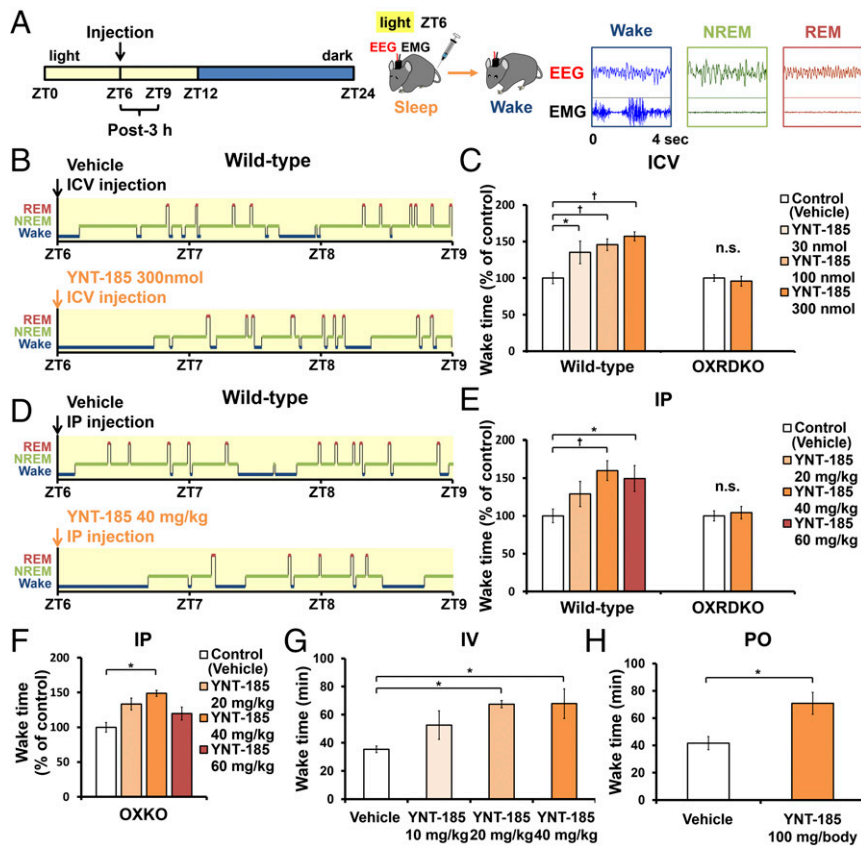 A
Injection
light
dark
ZT0
ZT6
ZT9
ZT12
ZT24
Post-3 h
light ZT6
EEG EMG
Sleep
Wake
Wake
NREM
REM
EEG
EMG
0
4 sec
B
Wild-type
Vehicle
ICV injection
REM
NREM
Wake
ZT6
ZT7
ZT8
ZT9
YNT-185 300nmol
ICV injection
REM
NREM
Wake
ZT6
ZT7
ZT8
ZT9
C
ICV
Wake time (% of control)
200
150
100
50
0
*
†
†
n.s.
Wild-type
OXRDKO
Control
(Vehicle)
YNT-185
30 nmol
YNT-185
100 nmol
YNT-185
300 nmol
D
Wild-type
Vehicle
IP injection
REM
NREM
Wake
ZT6
ZT7
ZT8
ZT9
YNT-185 40 mg/kg
IP injection
REM
NREM
Wake
ZT6
ZT7
ZT8
ZT9
E
IP
Wake time (% of control)
200
150
100
50
0
*
†
n.s.
Wild-type
OXRDKO
Control
(Vehicle)
YNT-185
20 mg/kg
YNT-185
40 mg/kg
YNT-185
60 mg/kg
F
IP
Wake time
(% of control)
200
150
100
50
0
*
OXKO
Control
(Vehicle)
YNT-185
20 mg/kg
YNT-185
40 mg/kg
YNT-185
60 mg/kg
G
IV
Wake time (min)
100
80
60
40
20
0
*
*
Vehicle
YNT-185
10 mg/kg
YNT-185
20 mg/kg
YNT-185
40 mg/kg
H
PO
Wake time (min)
100
80
60
40
20
0
*
Vehicle
YNT-185
100 mg/body